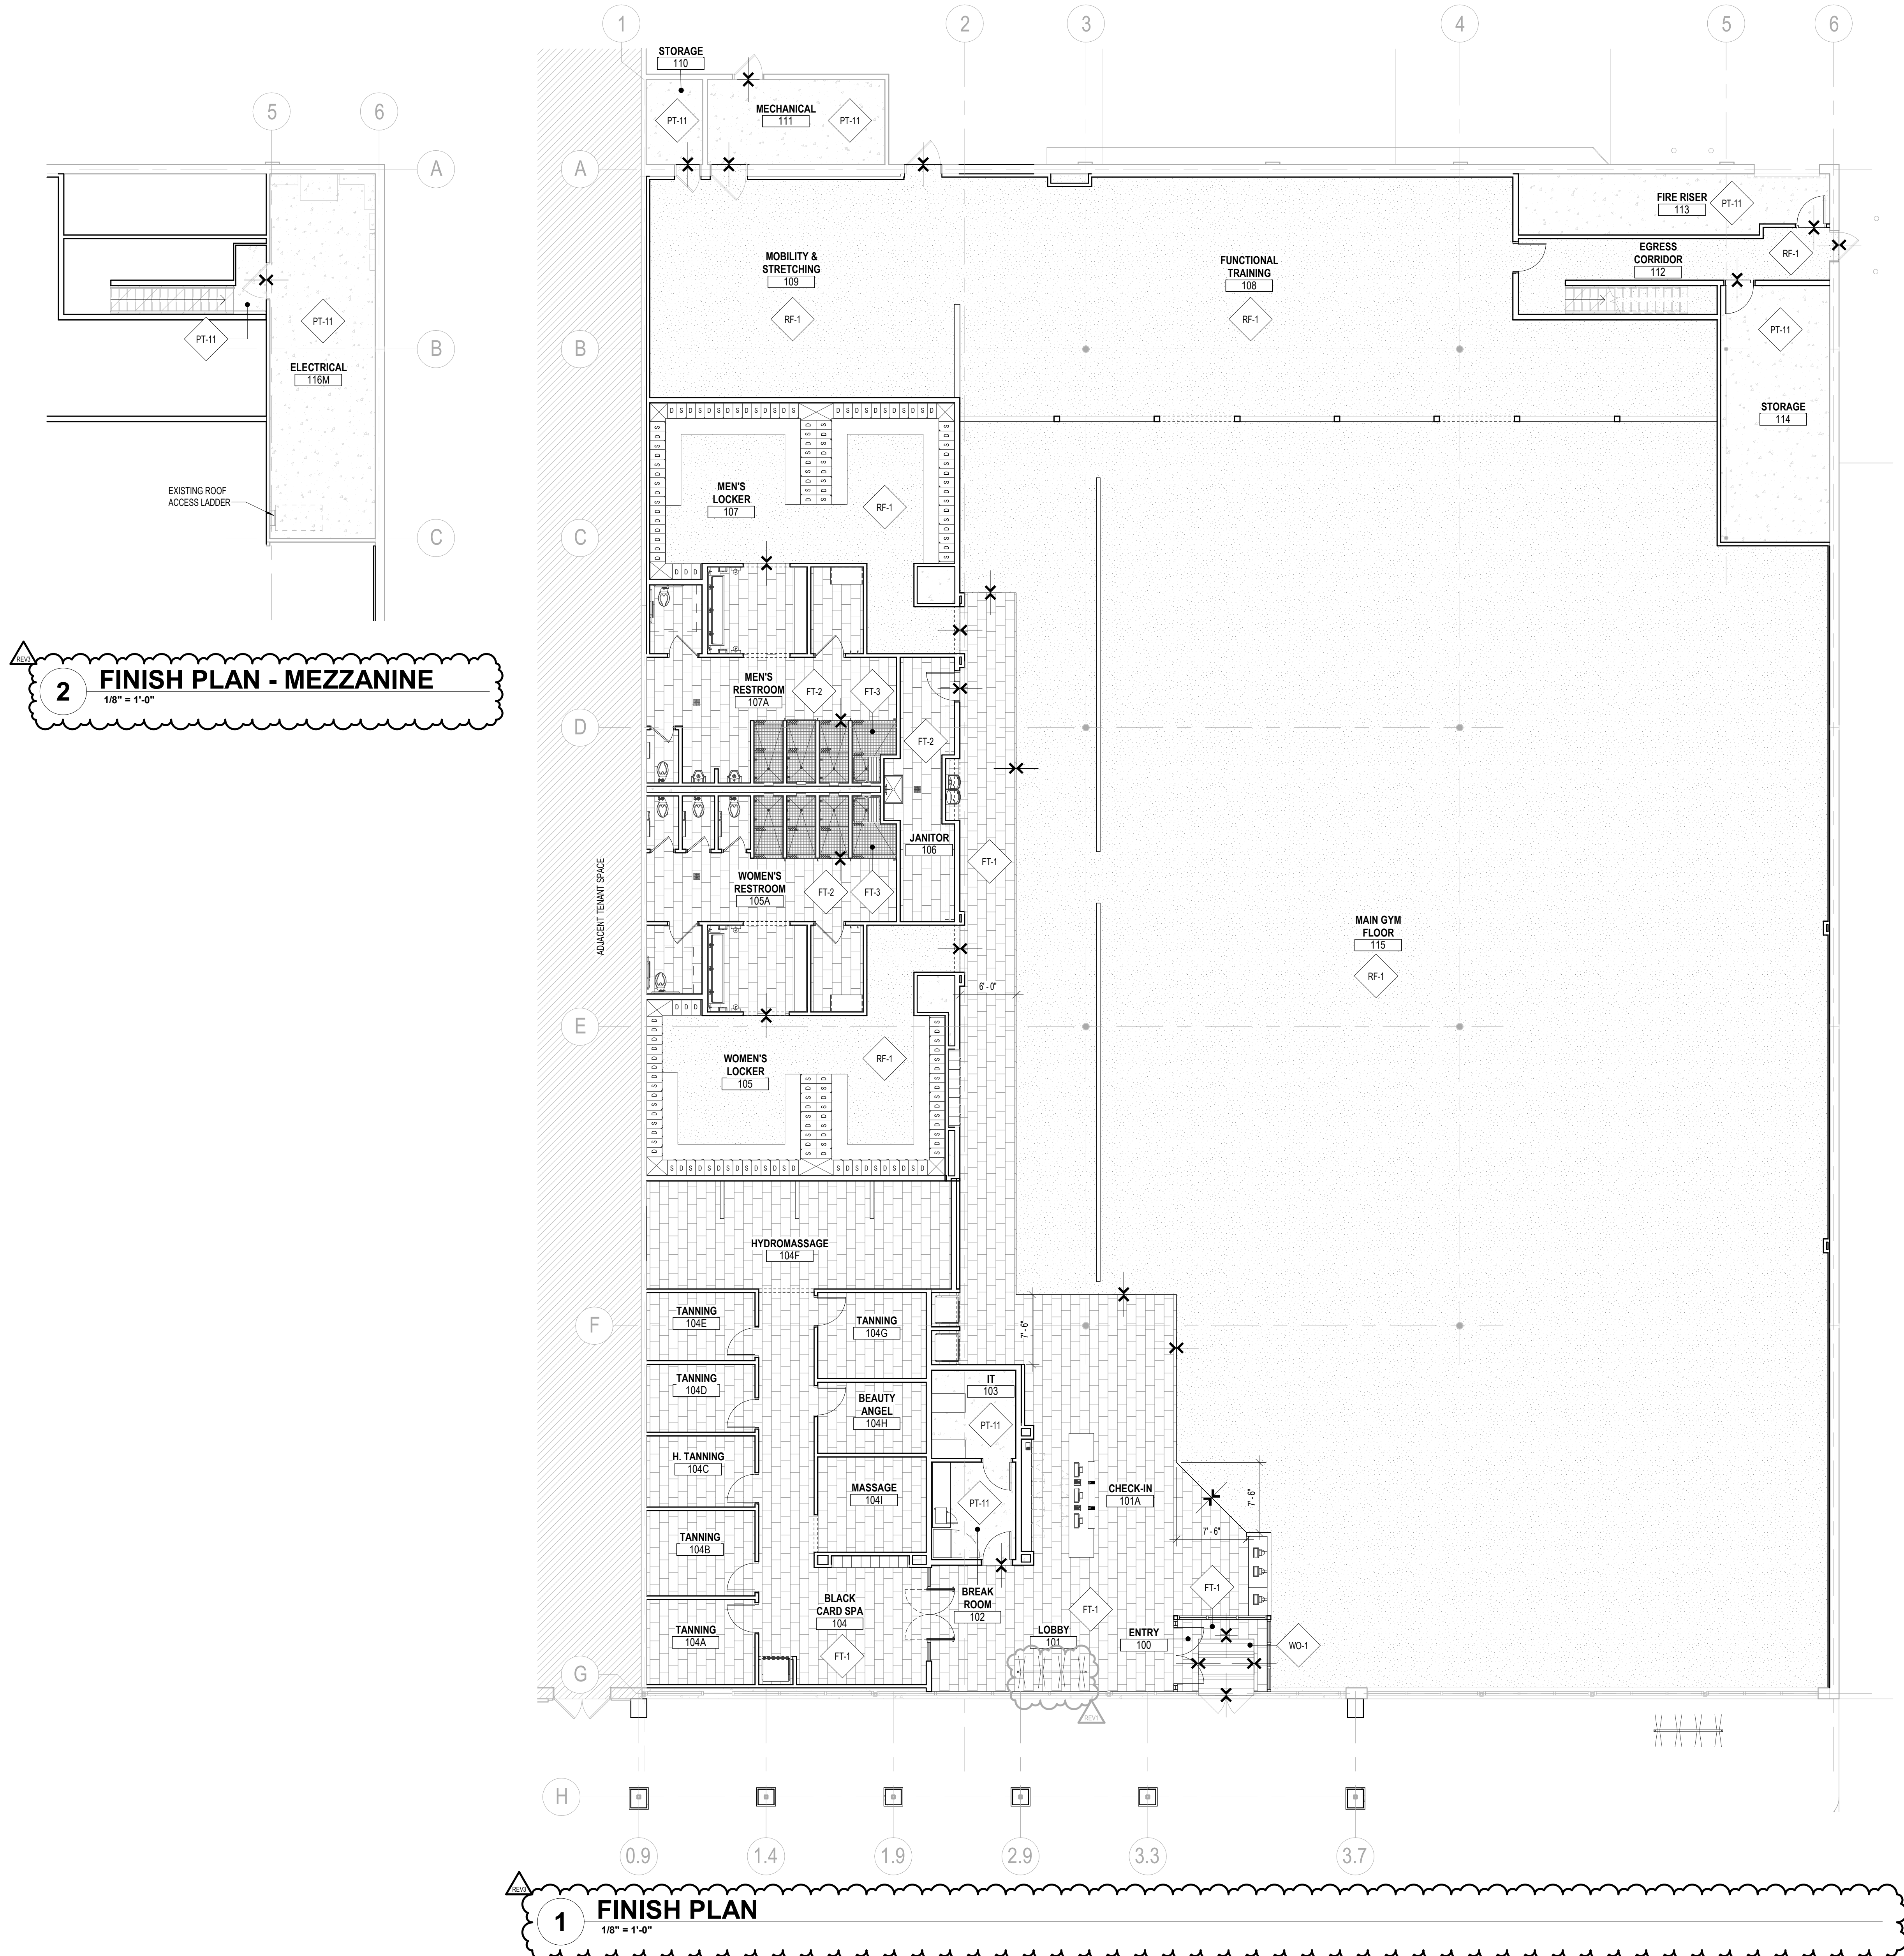 1
2
3
4
5
6
STORAGE
110
MECHANICAL
111
PT-11
PT-11
5
6
A
B
C
PT-11
PT-11
ELECTRICAL
116M
EXISTING ROOF
ACCESS LADDER
REV3
2
FINISH PLAN - MEZZANINE
1/8" = 1'-0"
A
B
C
D
E
F
G
H
FIRE RISER
113
PT-11
EGRESS
CORRIDOR
112
RF-1
MOBILITY &
STRETCHING
109
RF-1
FUNCTIONAL
TRAINING
108
RF-1
PT-11
STORAGE
114
MEN'S
LOCKER
107
RF-1
MEN'S
RESTROOM
107A
FT-2
FT-3
FT-2
JANITOR
106
WOMEN'S
RESTROOM
105A
FT-2
FT-3
FT-1
ADJACENT TENANT SPACE
MAIN GYM
FLOOR
115
RF-1
6' - 0"
WOMEN'S
LOCKER
105
RF-1
HYDROMASSAGE
104F
TANNING
104E
TANNING
104G
7' - 6"
TANNING
104D
BEAUTY
ANGEL
104H
IT
103
PT-11
H. TANNING
104C
MASSAGE
104I
PT-11
CHECK-IN
101A
7' - 6"
7' - 6"
TANNING
104B
BLACK
CARD SPA
104
FT-1
BREAK
ROOM
102
FT-1
FT-1
TANNING
104A
LOBBY
101
ENTRY
100
WO-1
REV1
0.9
1.4
1.9
2.9
3.3
3.7
REV3
1
FINISH PLAN
1/8" = 1'-0"